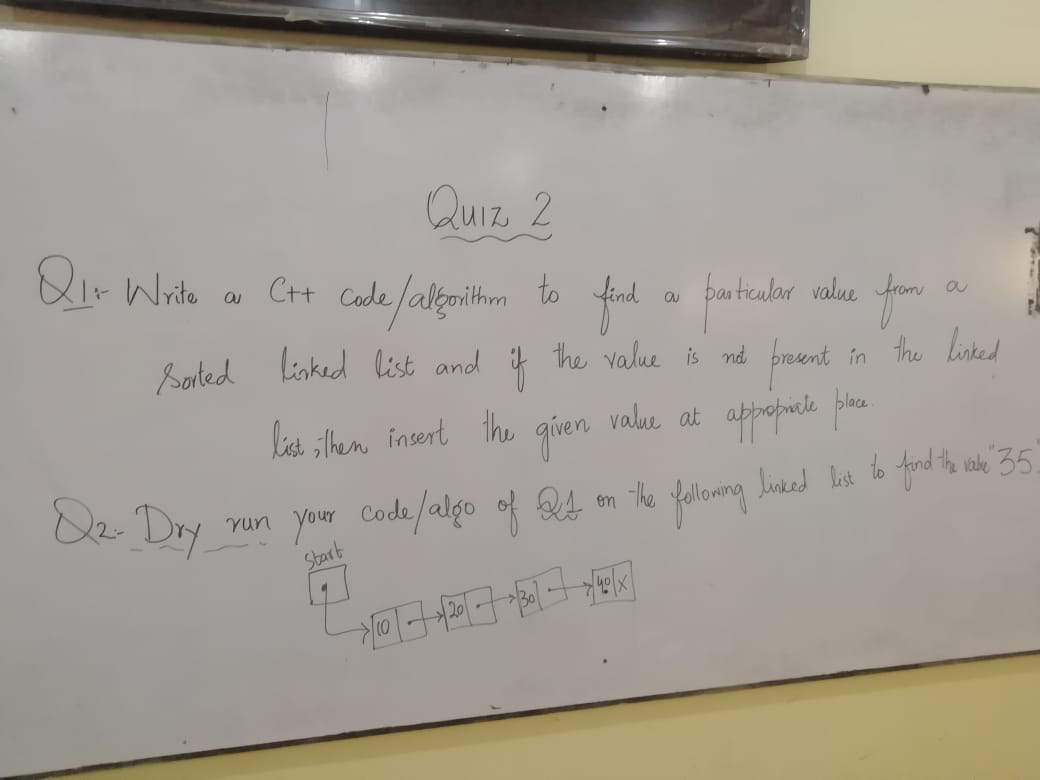 Quiz 2
Q1:- Write a C++ code/algorithm to find a particular value from a
sorted linked list and if the value is not present in the linked
list, then insert the given value at appropriate place.
Q2:- Dry run your code/algo of Q1 on the following linked list to find the value "35"
Start
10 20 30 40 X